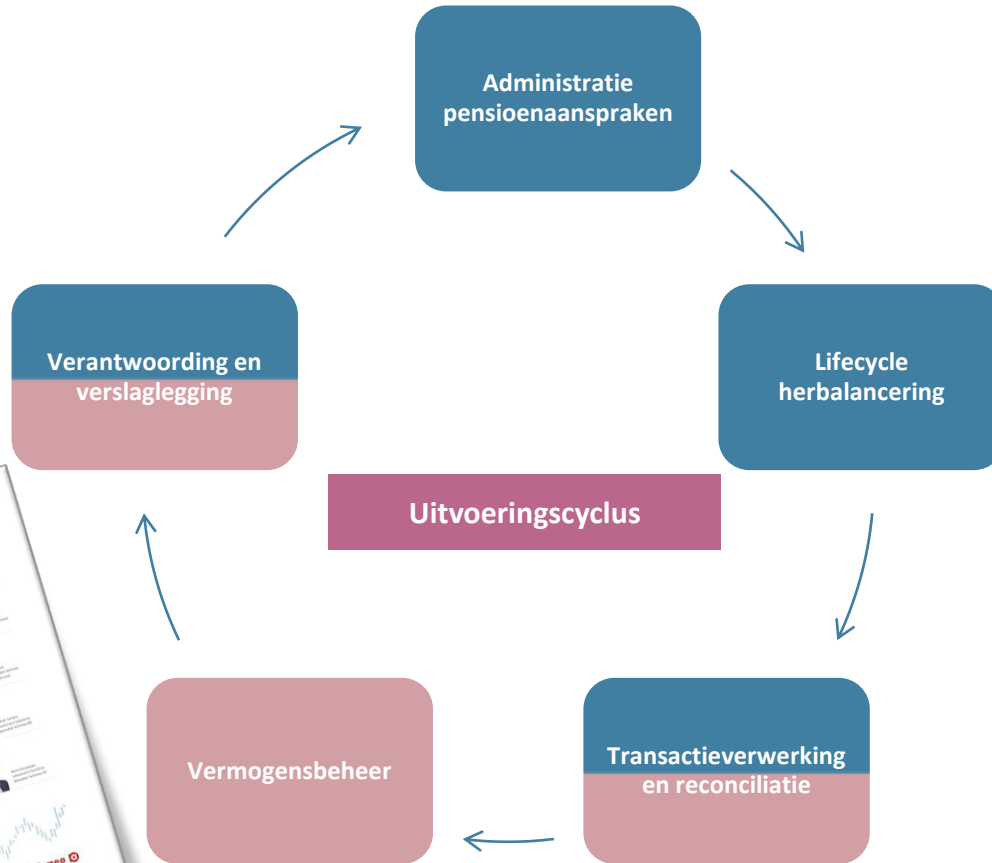 Administratie
pensioenaanspraken
Lifecycle
herbalancering
Transactieverwerking
en reconciliatie
Vermogensbeheer
Verantwoording en
verslaglegging
Uitvoeringscyclus